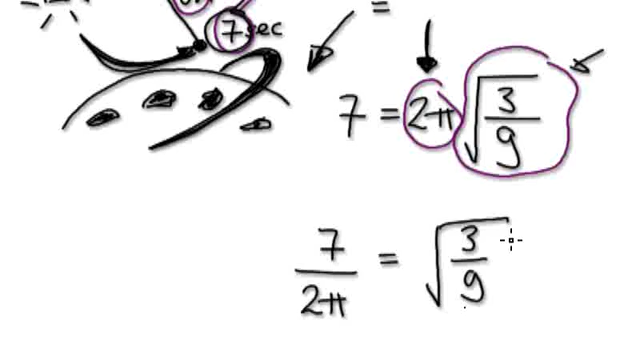 7 sec
=
7 = 2π √(3/g)
7/2π = √(3/g)